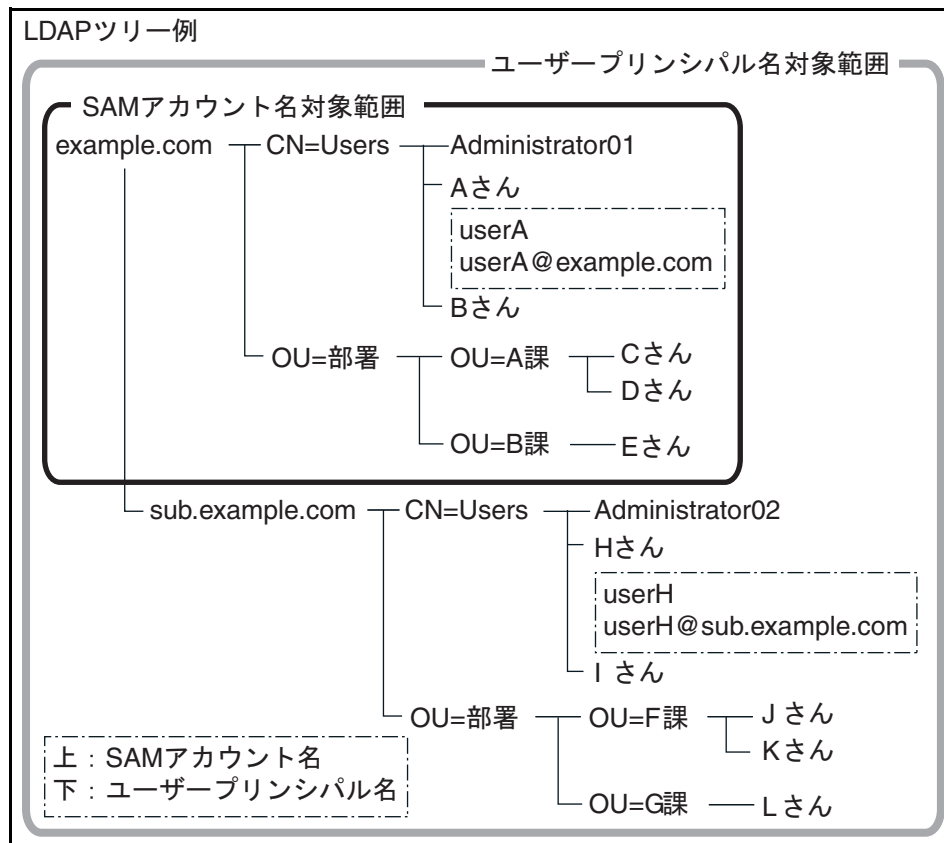 LDAPツリー例
ユーザープリンシパル名対象範囲
SAMアカウント名対象範囲
example.com CN=Users Administrator01
Aさん
userA
userA@example.com
Bさん
OU=部署 OU=A課 Cさん
Dさん
OU=B課 Eさん
sub.example.com CN=Users Administrator02
Hさん
userH
userH@sub.example.com
I さん
OU=部署 OU=F課 J さん
Kさん
OU=G課 Lさん
上：SAMアカウント名
下：ユーザープリンシパル名